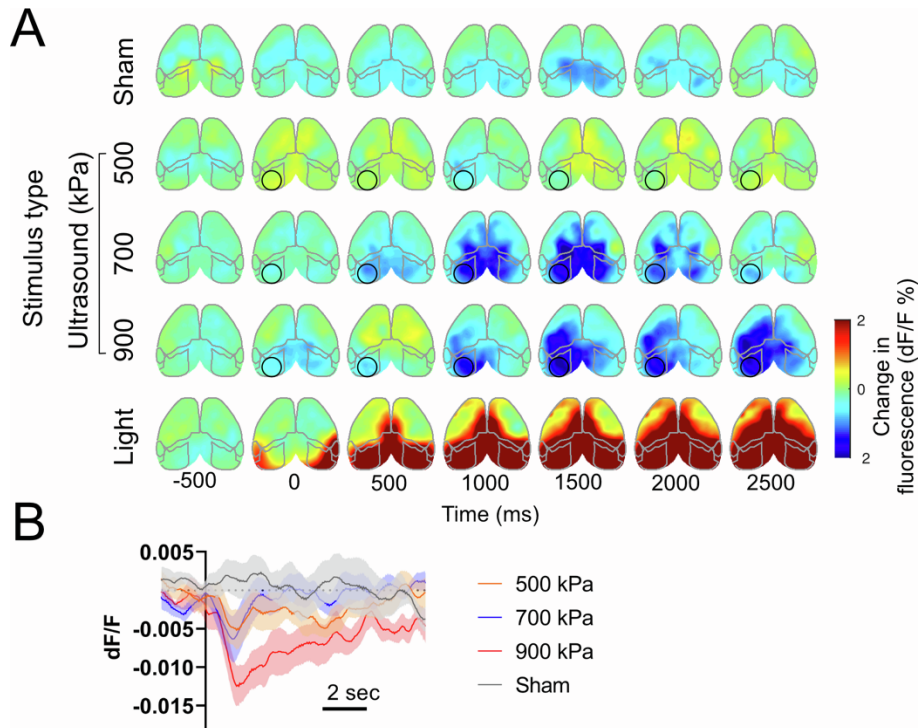 A
Stimulus type
Ultrasound (kPa)
Sham
500
700
900
Light
-500 0 500 1000 1500 2000 2500
Time (ms)
2
0
2
Change in
fluorescence (dF/F %)
B
dF/F
0.005
0.000
-0.005
-0.010
-0.015
2 sec
500 kPa
700 kPa
900 kPa
Sham